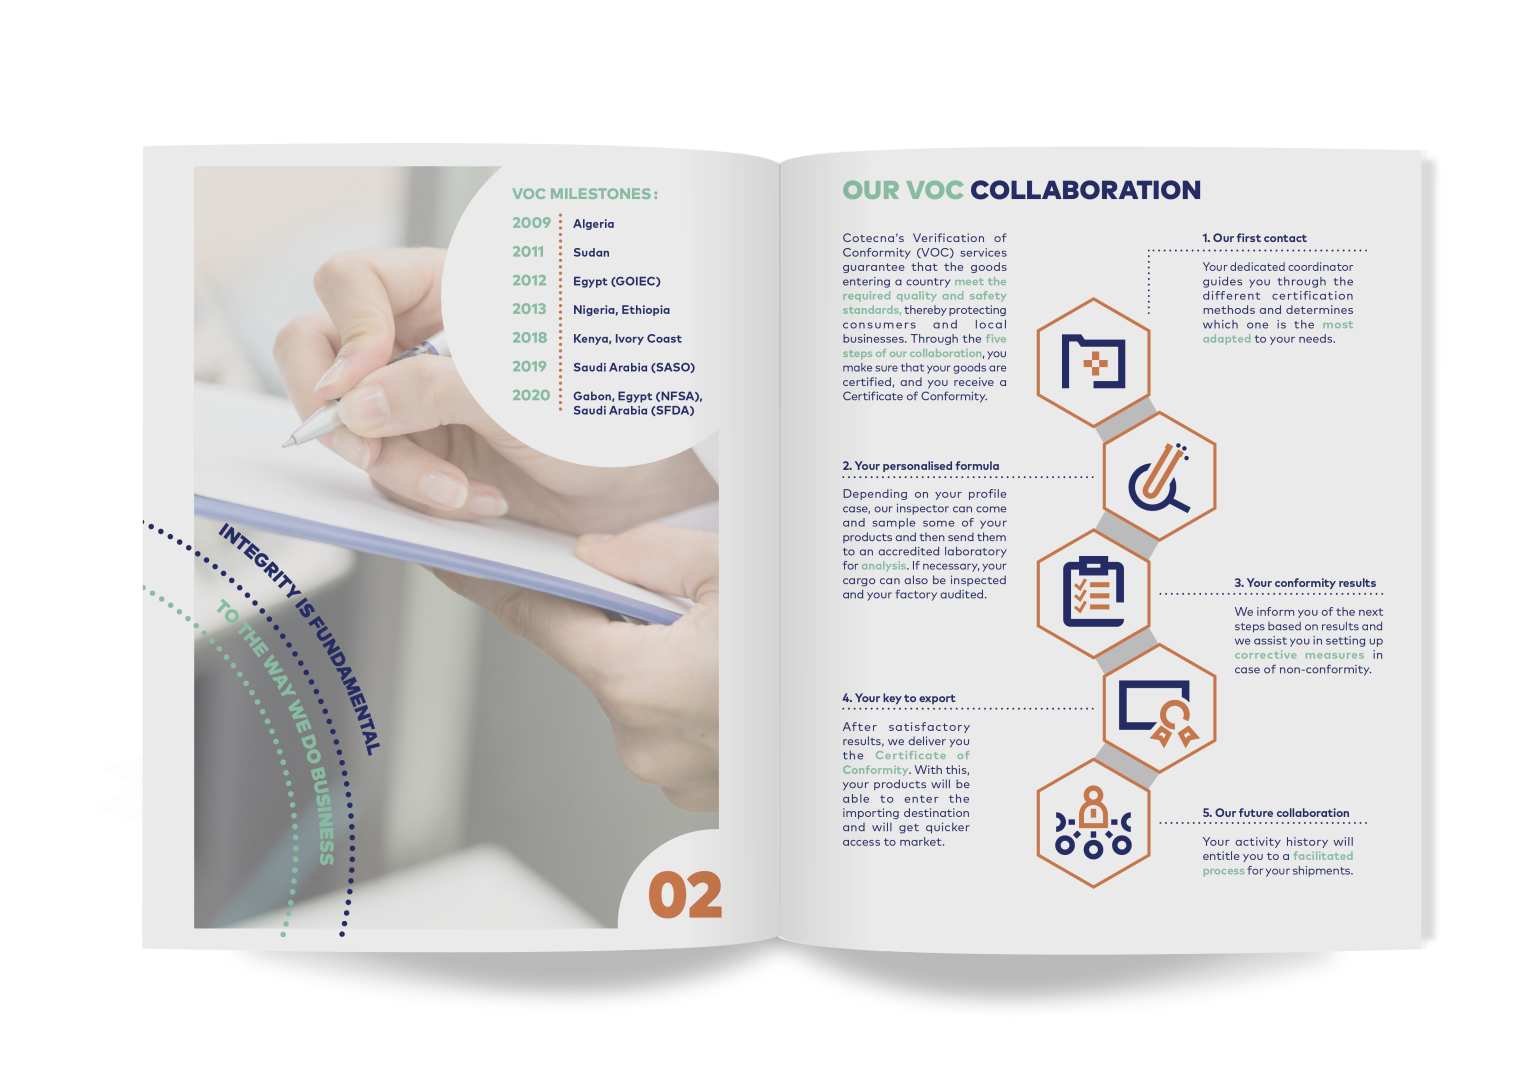 VOC MILESTONES:
2009 Algeria
2011 Sudan
2012 Egypt (GOIEC)
2013 Nigeria, Ethiopia
2018 Kenya, Ivory Coast
2019 Saudi Arabia (SASO)
2020 Gabon, Egypt (NFSA),
Saudi Arabia (SFDA)
INTEGRITY IS FUNDAMENTAL
TO THE WAY WE DO BUSINESS
02
OUR VOC COLLABORATION
Cotecna's Verification of
Conformity (VOC) services
guarantee that the goods
entering a country meet the
required quality and safety
standards, thereby protecting
consumers and local
businesses. Through the five
steps of our collaboration, you
make sure that your goods are
certified, and you receive a
Certificate of Conformity.
1. Our first contact
Your dedicated coordinator
guides you through the
different certification
methods and determines
which one is the most
adapted to your needs.
2. Your personalised formula
Depending on your profile
case, our inspector can come
and sample some of your
products and then send them
to an accredited laboratory
for analysis. If necessary, your
cargo can also be inspected
and your factory audited.
3. Your conformity results
We inform you of the next
steps based on results and
we assist you in setting up
corrective measures in
case of non-conformity.
4. Your key to export
After satisfactory
results, we deliver you
the Certificate of
Conformity. With this,
your products will be
able to enter the
importing destination
and will get quicker
access to market.
5. Our future collaboration
Your activity history will
entitle you to a facilitated
process for your shipments.